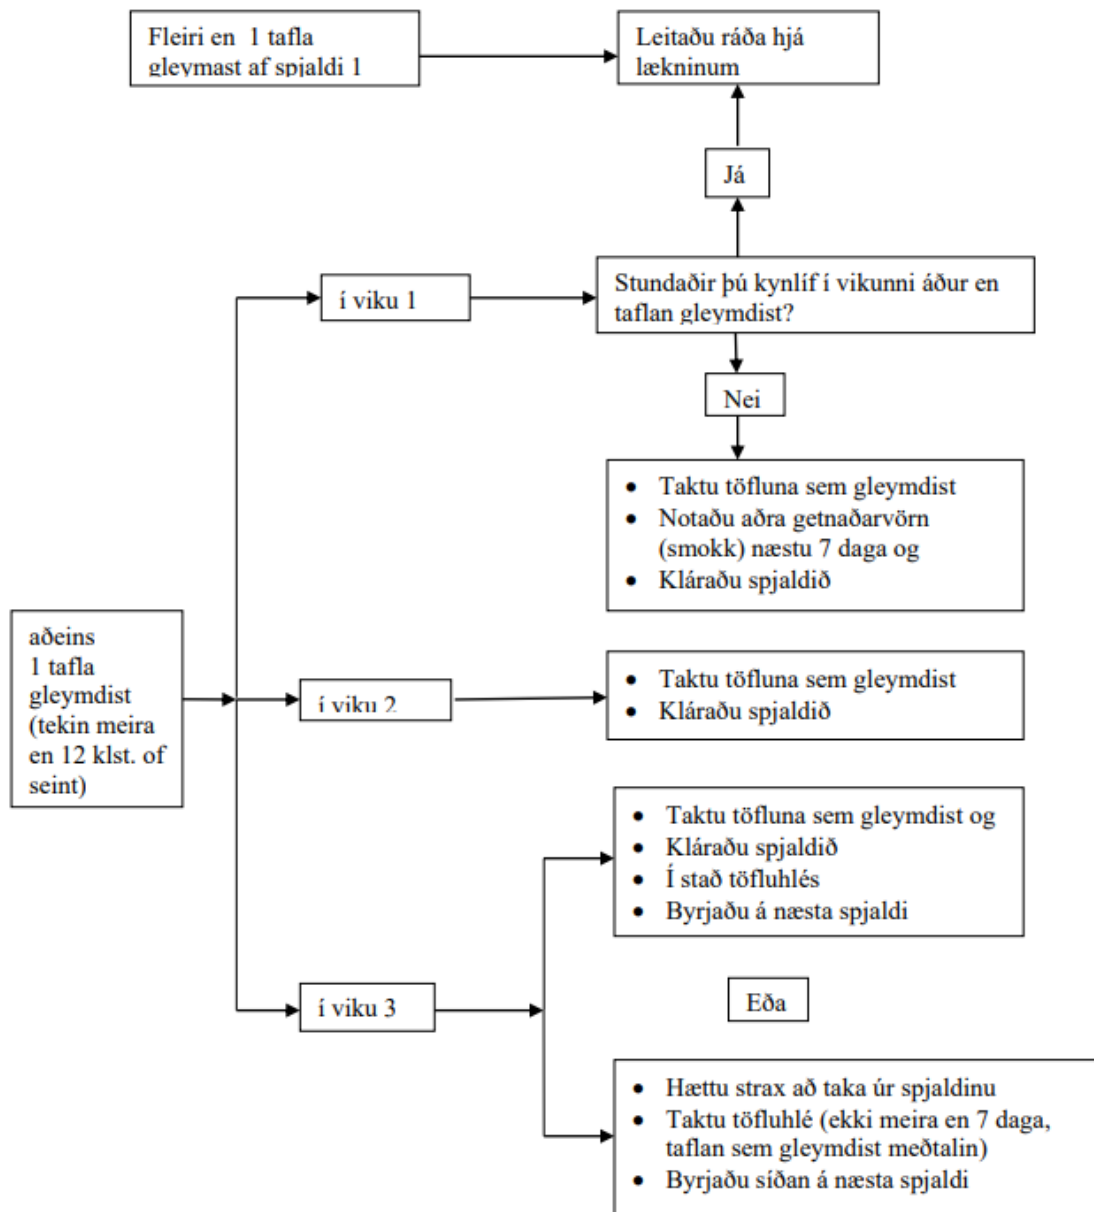 Fleiri en 1 tafla
gleymast af spjaldi 1
Leitaðu ráða hjá
lækninum
Já
í viku 1
Stundaðir þú kynlíf í vikunni áður en
taflan gleymdist?
Nei
• Taktu töfluna sem gleymdist
• Notaðu aðra getnaðarvörn
(smokk) næstu 7 daga og
• Kláraðu spjaldið
aðeins
1 tafla
gleymdist
(tekin meira
en 12 klst. of
seint)
í viku 2
• Taktu töfluna sem gleymdist
• Kláraðu spjaldið
í viku 3
• Taktu töfluna sem gleymdist og
• Kláraðu spjaldið
• Í stað töfluhlés
• Byrjaðu á næsta spjaldi
Eða
• Hættu strax að taka úr spjaldinu
• Taktu töfluhlé (ekki meira en 7 daga,
taflan sem gleymdist meðtalin)
• Byrjaðu síðan á næsta spjaldi